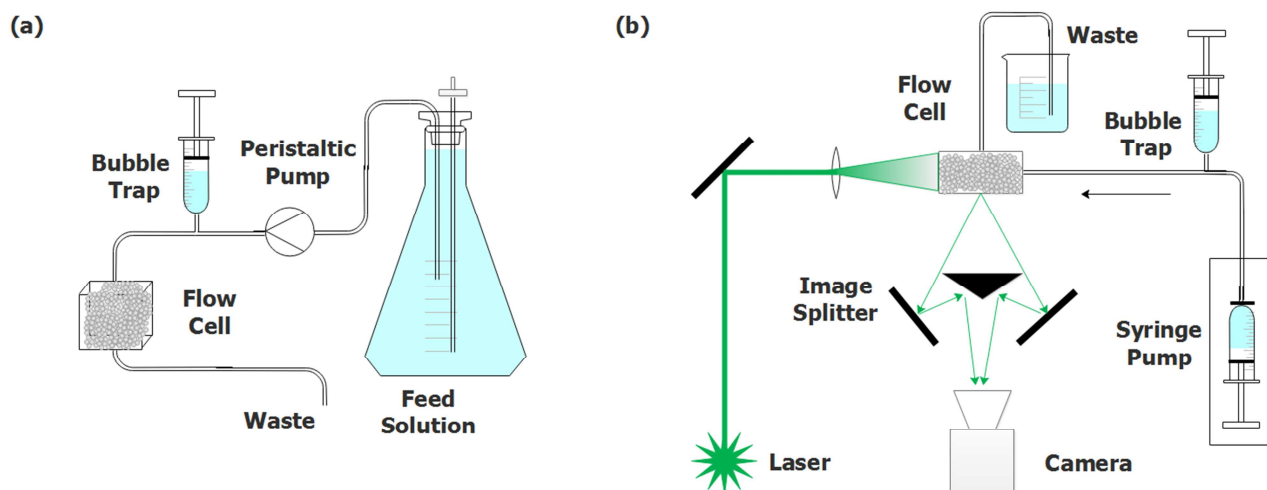 (a)
Bubble
Trap
Peristaltic
Pump
Flow
Cell
Waste
Feed
Solution
(b)
Waste
Flow
Cell
Bubble
Trap
Image
Splitter
Syringe
Pump
Laser
Camera